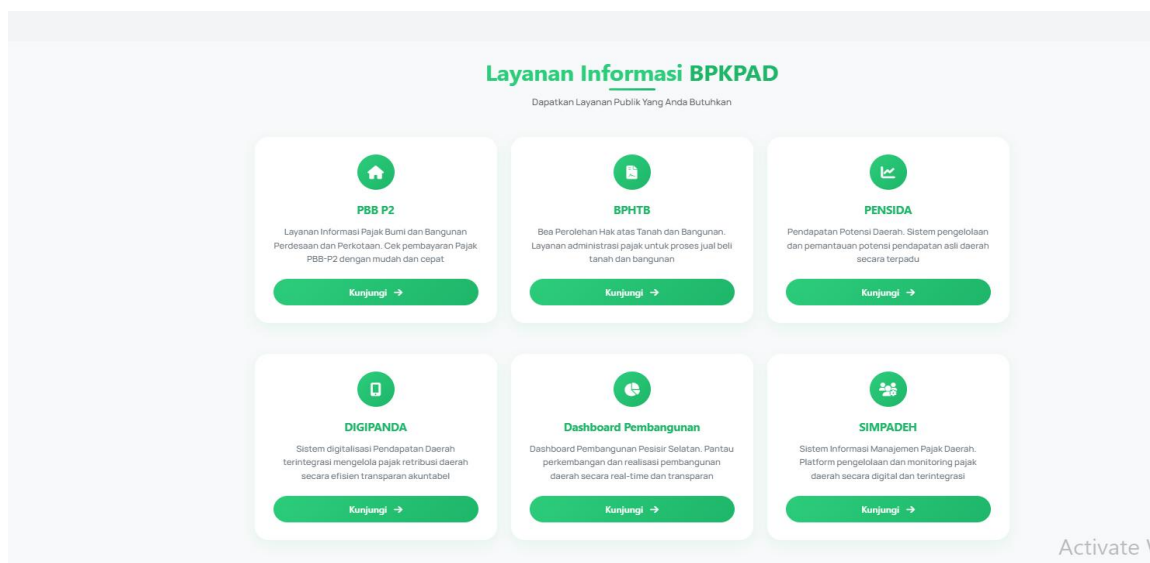 Layanan Informasi BPKPAD
Dapatkan Layanan Publik Yang Anda Butuhkan
PBB P2
Layanan Informasi Pajak Bumi dan Bangunan
Perdesaan dan Perkotaan. Cek pembayaran Pajak
PBB-P2 dengan mudah dan cepat
Kunjungi →
BPHTB
Bea Perolehan Hak atas Tanah dan Bangunan.
Layanan administrasi pajak untuk proses jual beli
tanah dan bangunan
Kunjungi →
PENSIDA
Pendapatan Potensi Daerah. Sistem pengelolaan
dan pemantauan potensi pendapatan asli daerah
secara terpadu
Kunjungi →
DIGIPANDA
Sistem digitalisasi Pendapatan Daerah
terintegrasi mengelola pajak retribusi daerah
secara efisien transparan akuntabel
Kunjungi →
Dashboard Pembangunan
Dashboard Pembangunan Pesisir Selatan. Pantau
perkembangan dan realisasi pembangunan
daerah secara real-time dan transparan
Kunjungi →
SIMPADEH
Sistem Informasi Manajemen Pajak Daerah.
Platform pengelolaan dan monitoring pajak
daerah secara digital dan terintegrasi
Kunjungi →
Activate